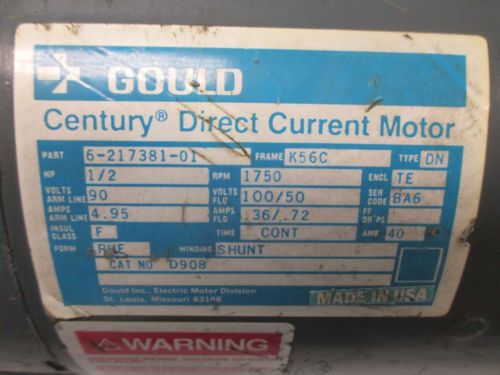 GOULD
Century® Direct Current Motor
PART 6-217381-01 FRAME K56C TYPE DN
HP 1/2 RPM 1750 ENCL TE
VOLTS ARM LINE 90 VOLTS FLD 100/50 SER CODE BA6
AMPS ARM LINE 4.95 AMPS FLD .36/.72
INSUL CLASS F TIME CONT AMB 40
FORM WINDING SHUNT
CAT NO D908
Gould Inc., Electric Motor Division
St. Louis, Missouri 63166
MADE IN USA
WARNING